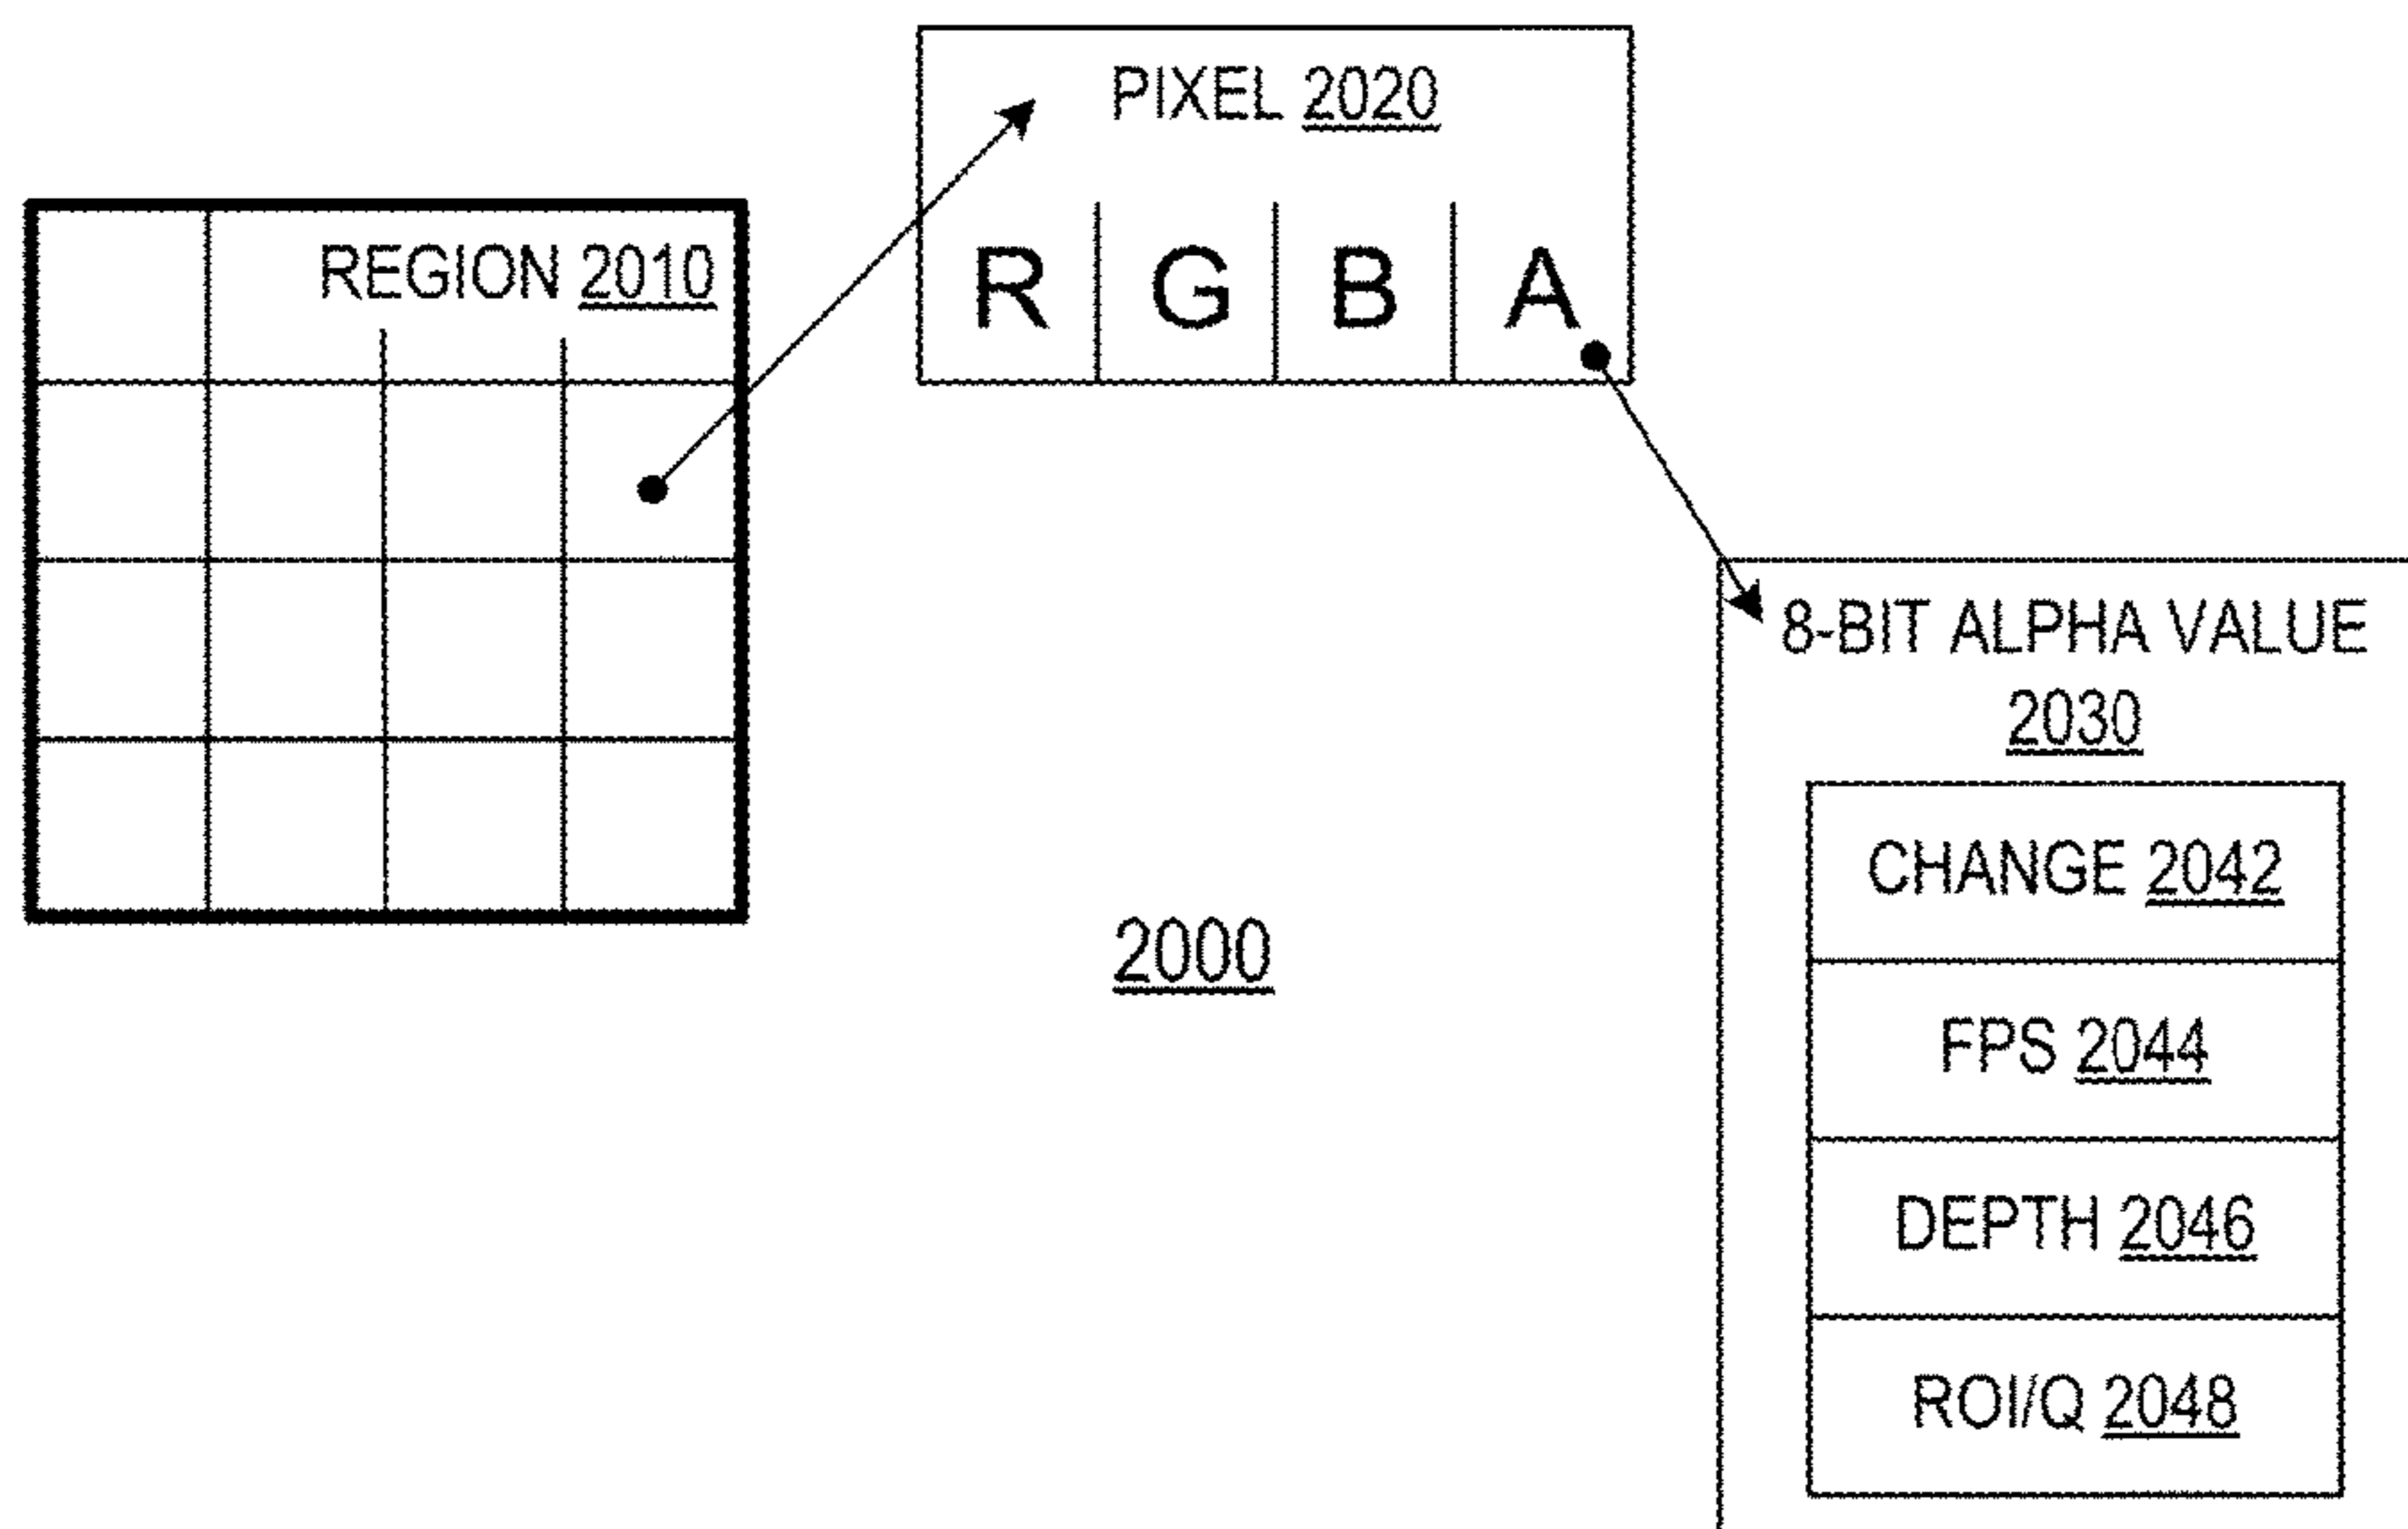 PIXEL 2020
R G B A
REGION 2010
8-BIT ALPHA VALUE
2030
CHANGE 2042
FPS 2044
DEPTH 2046
ROI/Q 2048
2000